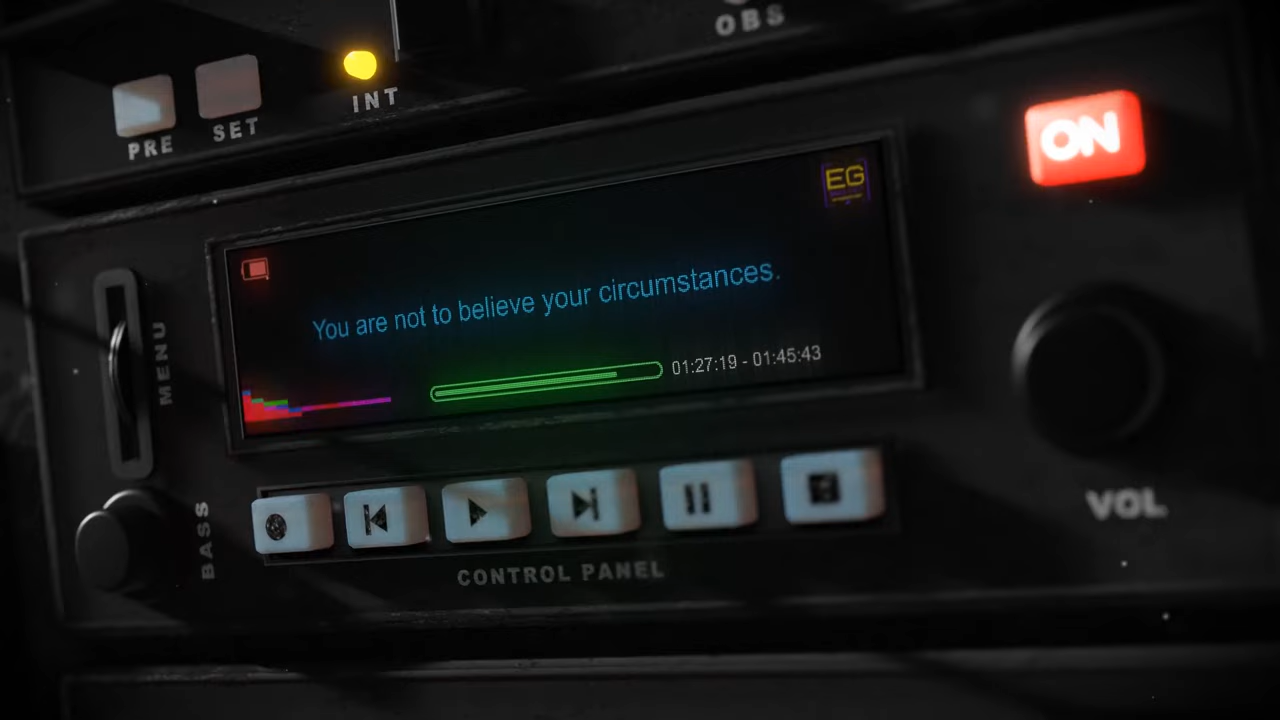 OBS
PRE
SET
INT
ON
EG
You are not to believe your circumstances.
01:27:19 - 01:45:43
MENU
BASS
VOL
CONTROL PANEL